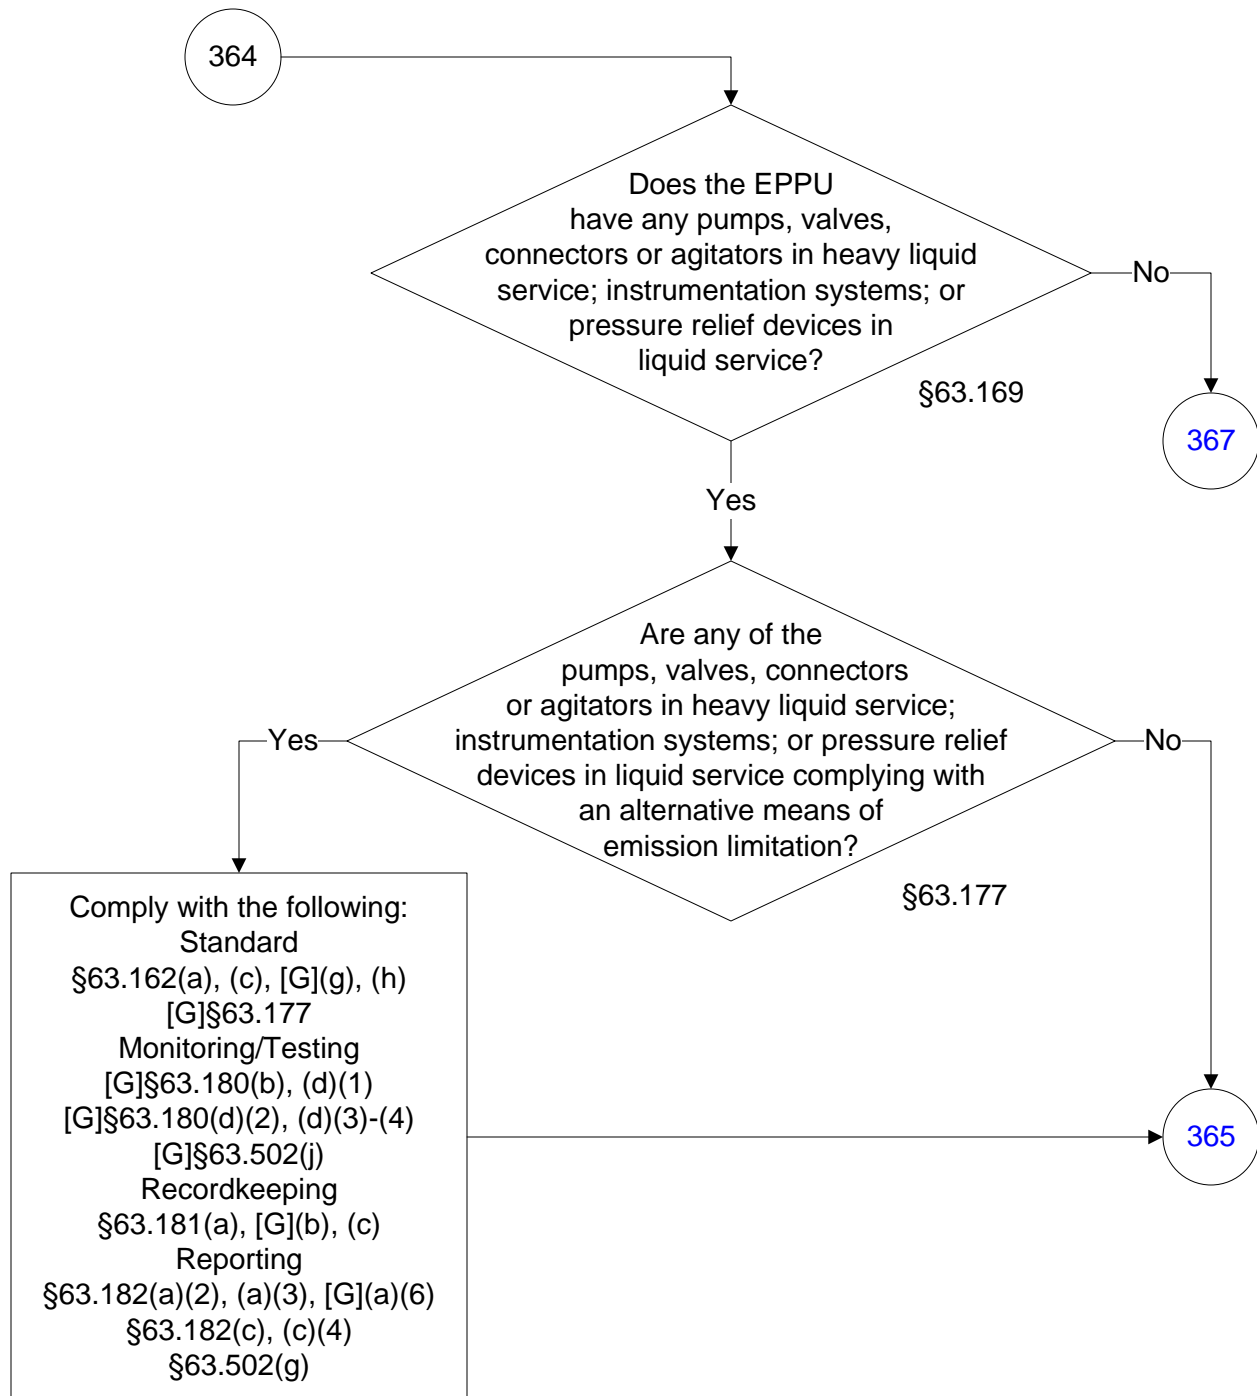 364
Does the EPPU
have any pumps, valves,
connectors or agitators in heavy liquid
service; instrumentation systems; or
pressure relief devices in
liquid service?
No
§63.169
367
Yes
Are any of the
pumps, valves, connectors
or agitators in heavy liquid service;
instrumentation systems; or pressure relief
devices in liquid service complying with
an alternative means of
emission limitation?
Yes
No
§63.177
Comply with the following:
Standard
§63.162(a), (c), [G](g), (h)
[G]§63.177
Monitoring/Testing
[G]§63.180(b), (d)(1)
[G]§63.180(d)(2), (d)(3)-(4)
[G]§63.502(j)
Recordkeeping
§63.181(a), [G](b), (c)
Reporting
§63.182(a)(2), (a)(3), [G](a)(6)
§63.182(c), (c)(4)
§63.502(g)
365